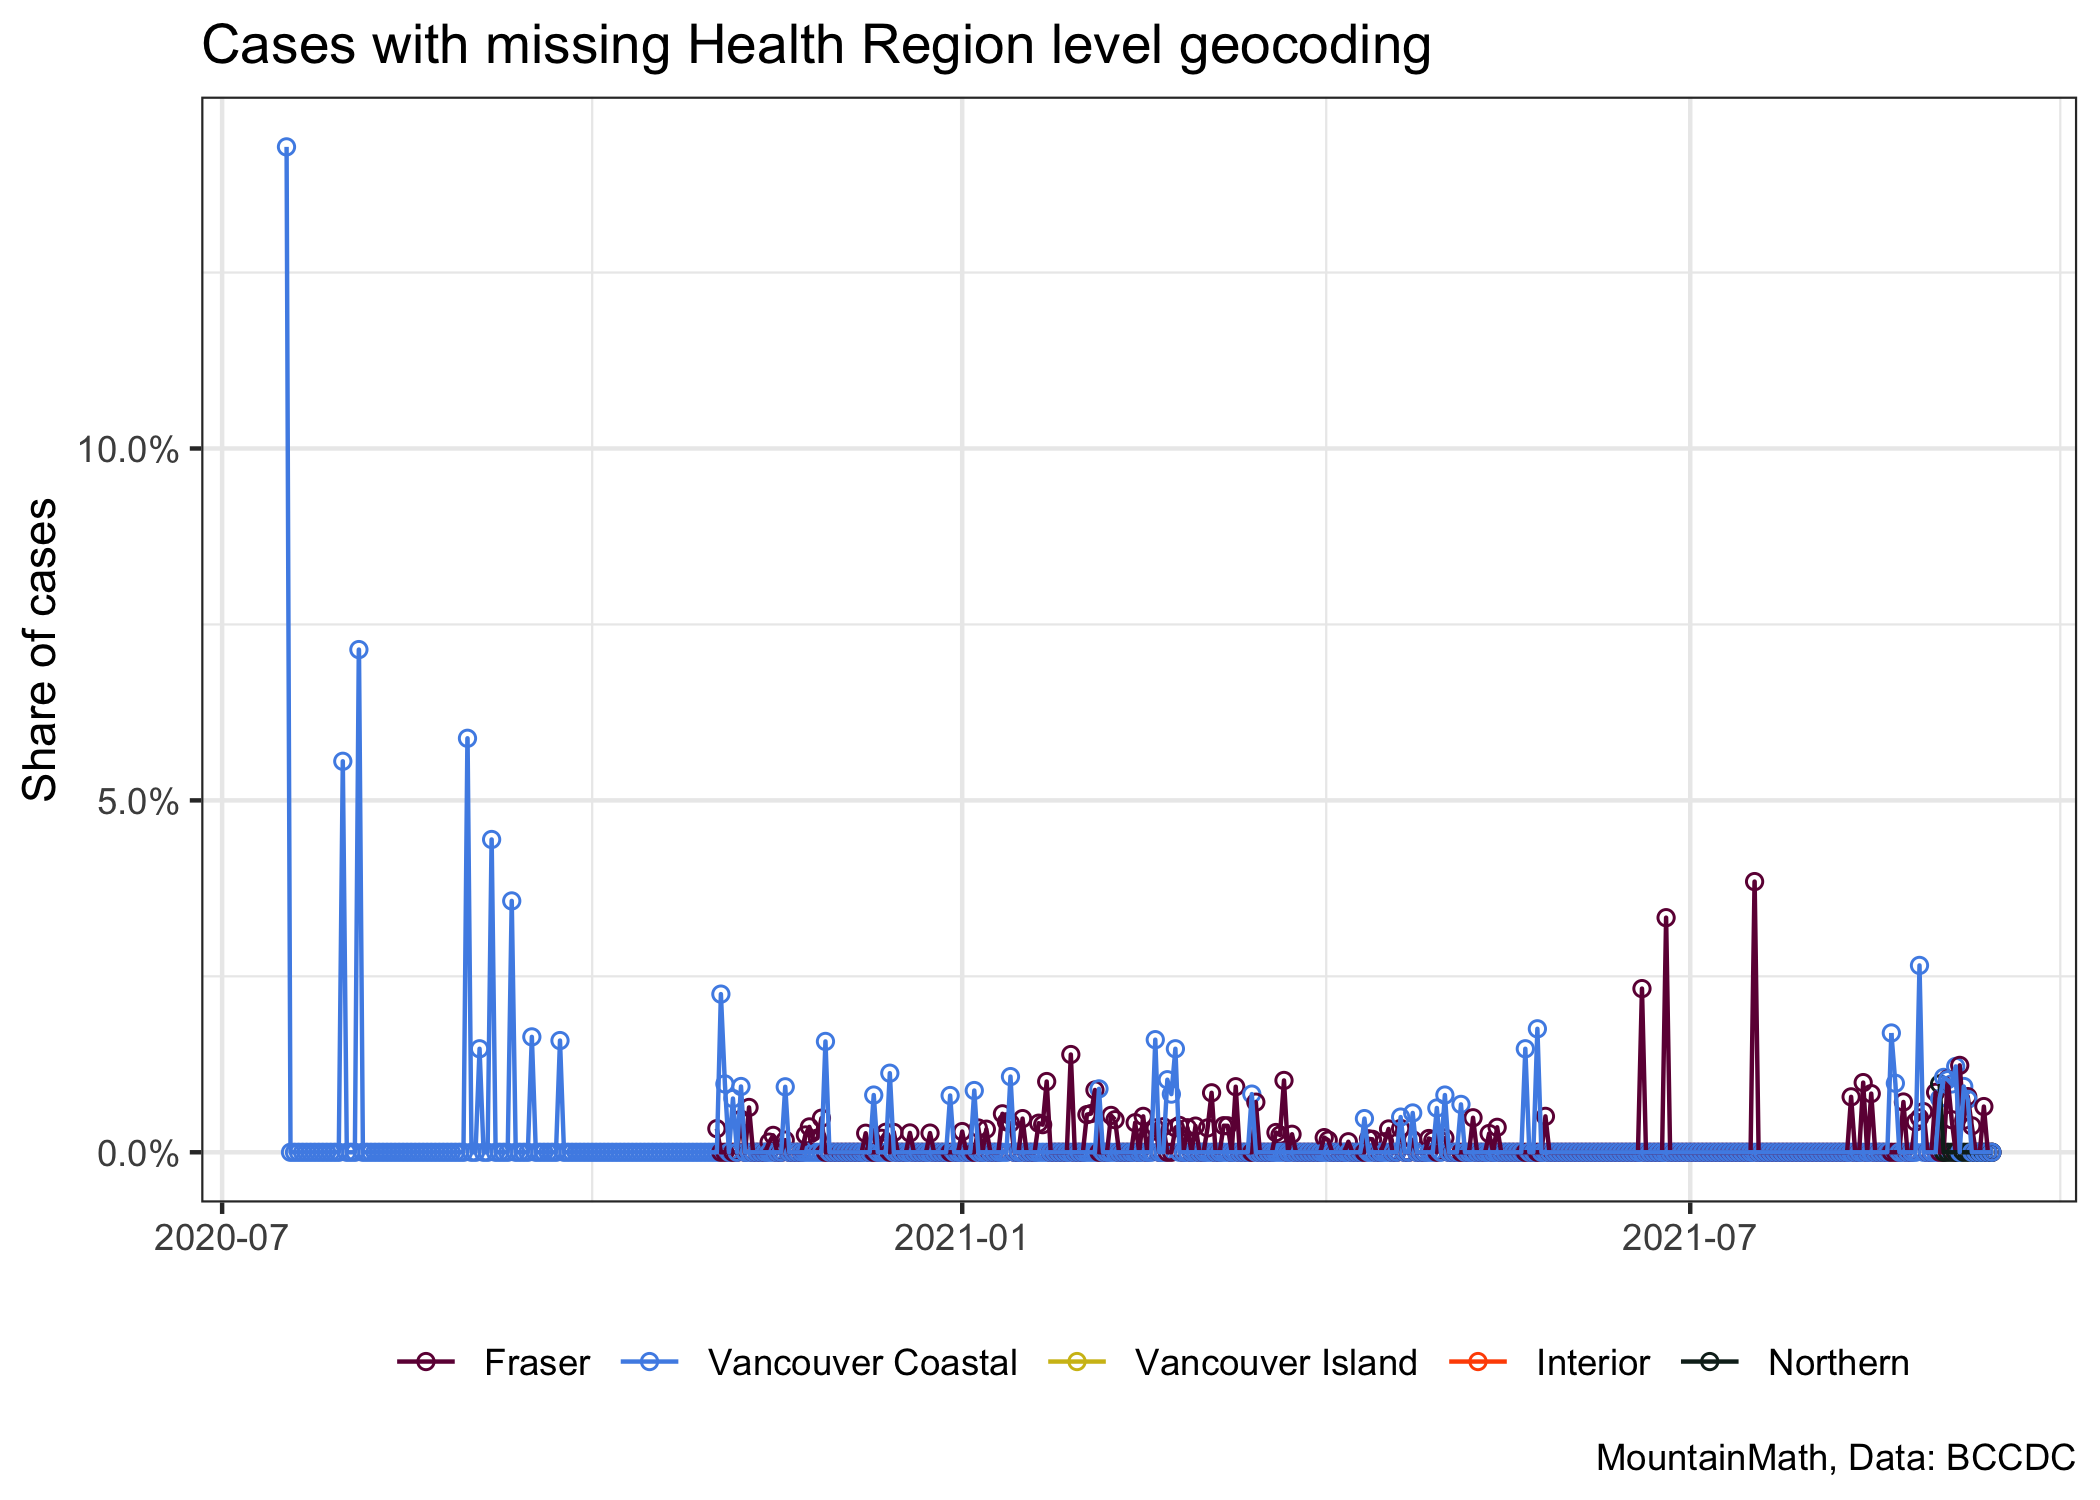 Cases with missing Health Region level geocoding
Share of cases
10.0%
5.0%
0.0%
2020-07
2021-01
2021-07
Fraser
Vancouver Coastal
Vancouver Island
Interior
Northern
MountainMath, Data: BCCDC